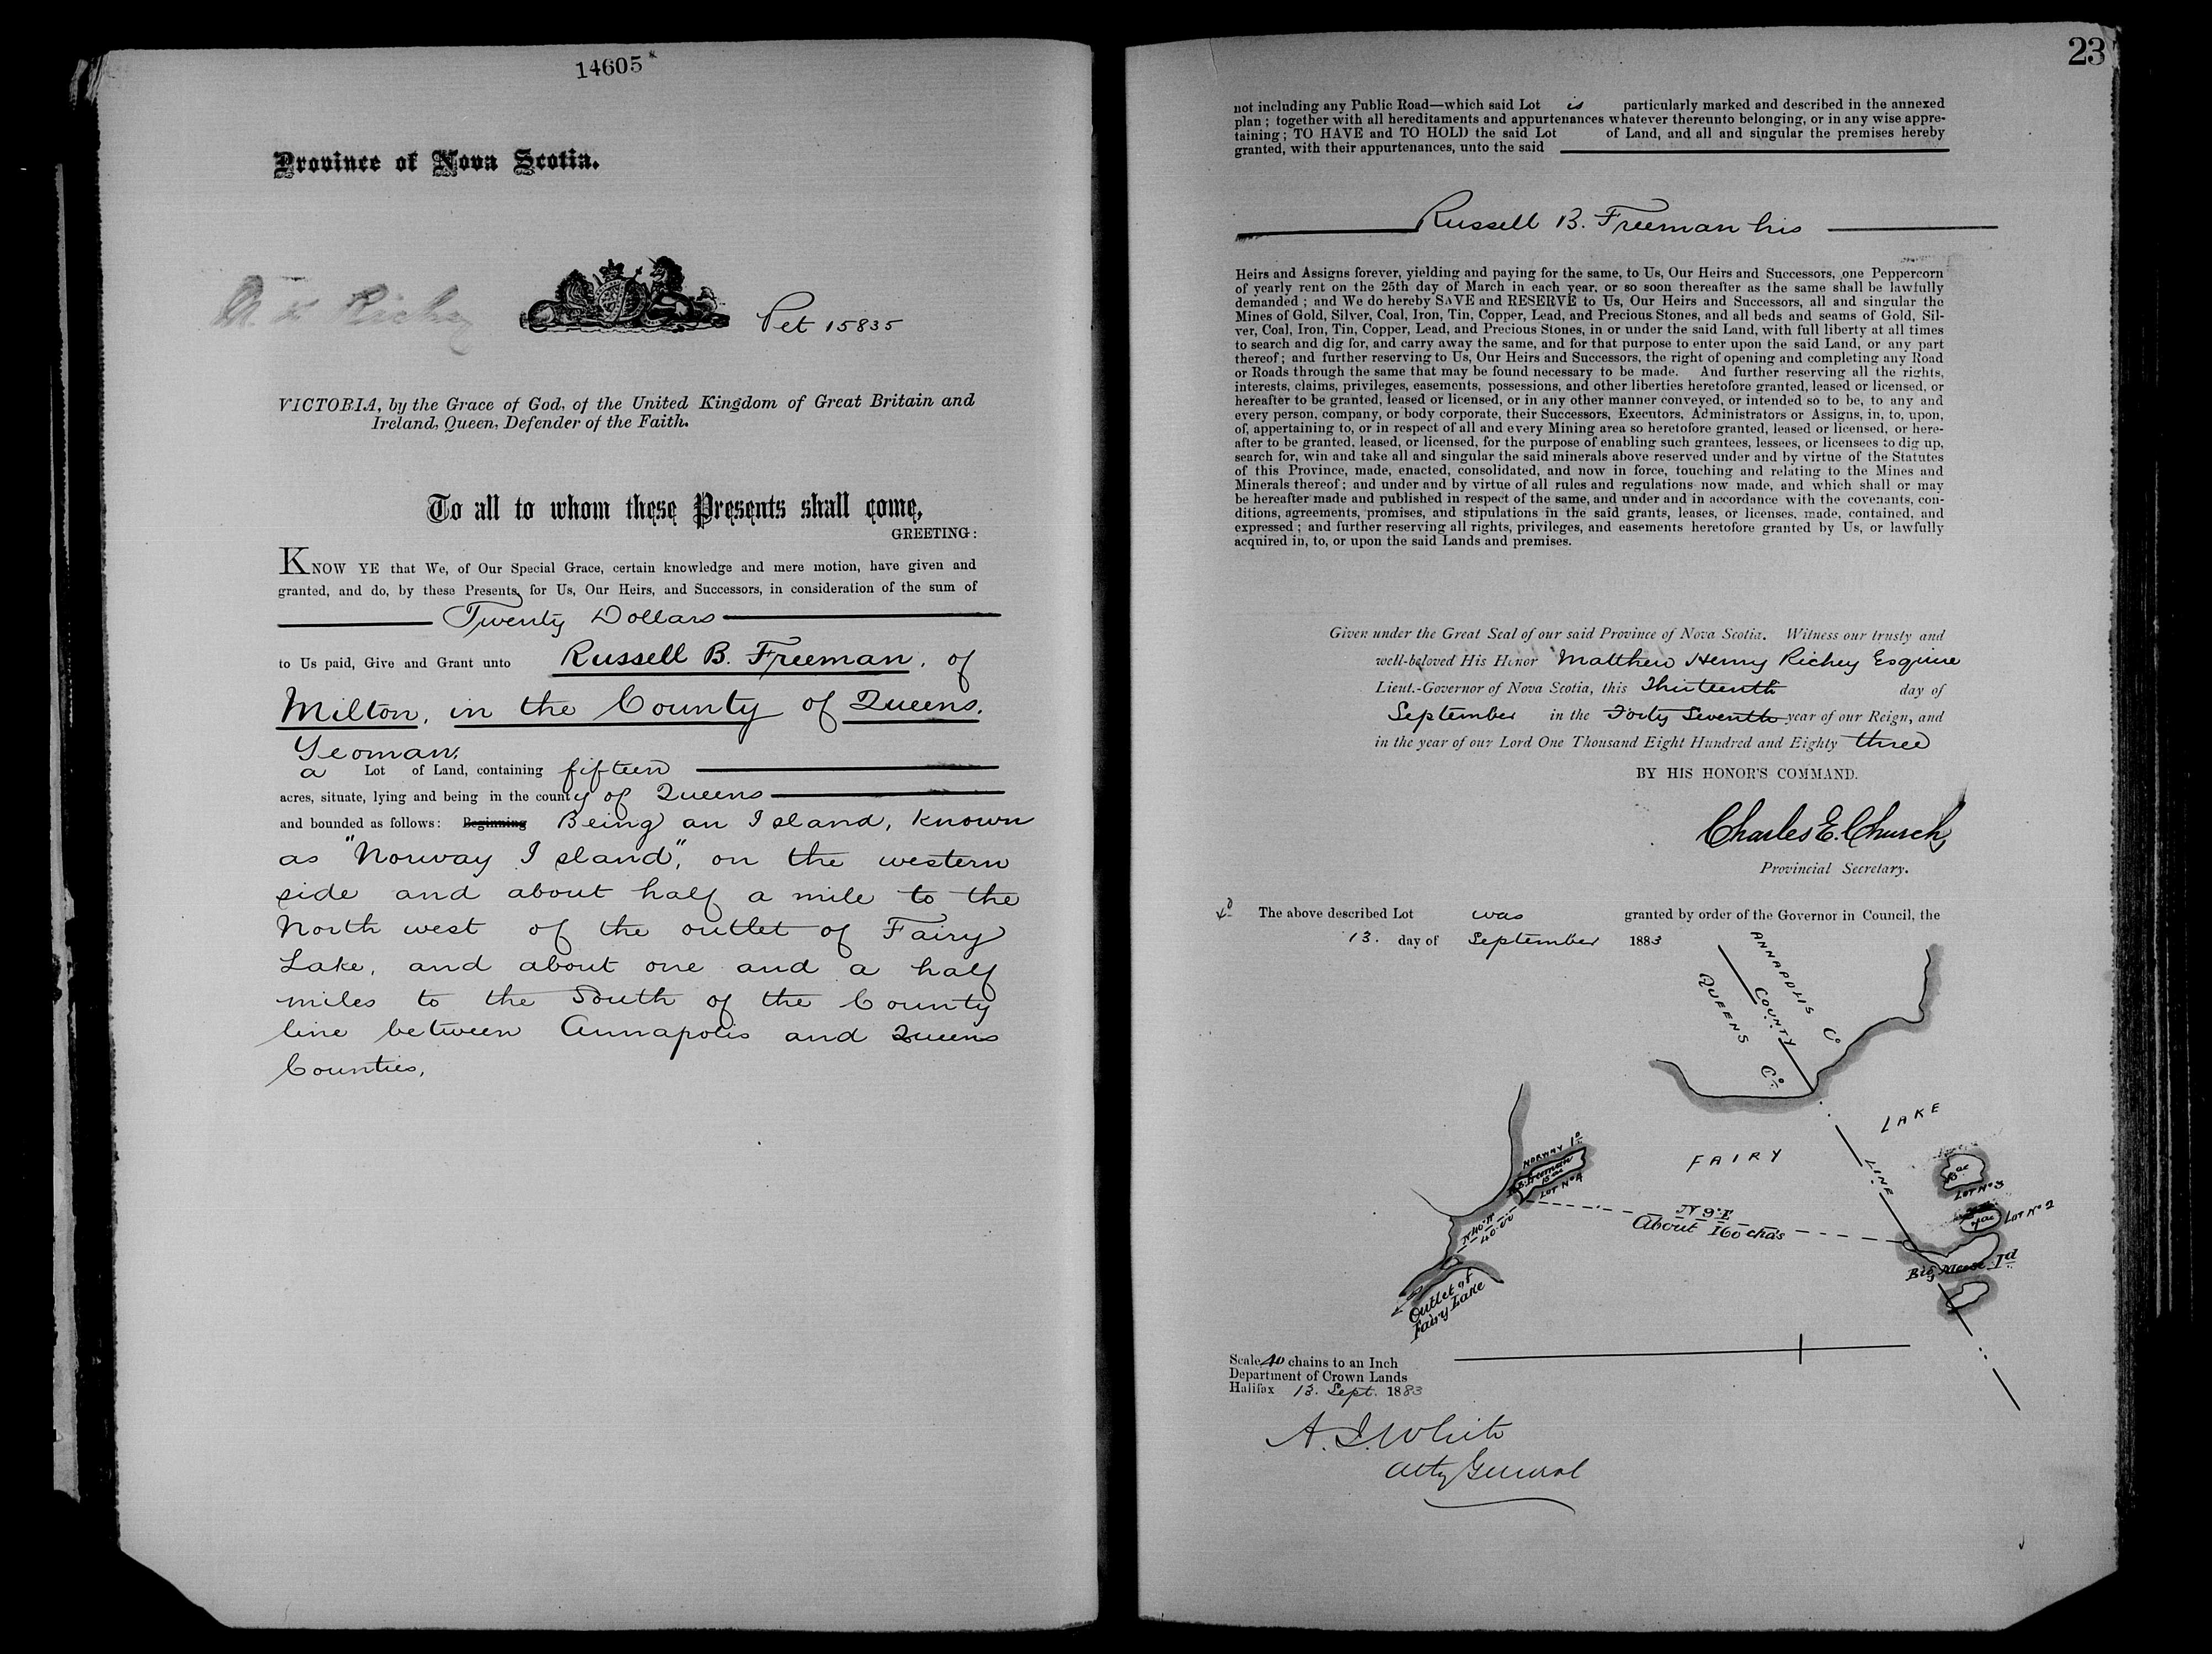 14605
Province of Nova Scotia.
Pet 15835
VICTORIA, by the Grace of God, of the United Kingdom of Great Britain and
Ireland, Queen, Defender of the Faith.
To all to whom these Presents shall come,
GREETING:
KNOW YE that We, of Our Special Grace, certain knowledge and mere motion, have given and
granted, and do, by these Presents, for Us, Our Heirs, and Successors, in consideration of the sum of
Twenty Dollars
to Us paid, Give and Grant unto Russell B. Freeman, of
Milton, in the County of Queens.
Yeoman,
a Lot of Land, containing fifteen
acres, situate, lying and being in the county of Queens
and bounded as follows: Beginning Being an Island, known
as "Norway Island", on the western
side and about half a mile to the
North west of the outlet of Fairy
Lake, and about one and a half
miles to the South of the County
line between Annapolis and Queens
Counties,
23
not including any Public Road—which said Lot is particularly marked and described in the annexed
plan; together with all hereditaments and appurtenances whatever thereunto belonging, or in any wise appre-
taining; TO HAVE and TO HOLD the said Lot of Land, and all and singular the premises hereby
granted, with their appurtenances, unto the said
Russell B. Freeman his
Heirs and Assigns forever, yielding and paying for the same, to Us, Our Heirs and Successors, one Peppercorn
of yearly rent on the 25th day of March in each year, or so soon thereafter as the same shall be lawfully
demanded; and We do hereby SAVE and RESERVE to Us, Our Heirs and Successors, all and singular the
Mines of Gold, Silver, Coal, Iron, Tin, Copper, Lead, and Precious Stones, and all beds and seams of Gold, Sil-
ver, Coal, Iron, Tin, Copper, Lead, and Precious Stones, in or under the said Land, with full liberty at all times
to search and dig for, and carry away the same, and for that purpose to enter upon the said Land, or any part
thereof; and further reserving to Us, Our Heirs and Successors, the right of opening and completing any Road
or Roads through the same that may be found necessary to be made. And further reserving all the rights,
interests, claims, privileges, easements, possessions, and other liberties heretofore granted, leased or licensed, or
hereafter to be granted, leased or licensed, or in any other manner conveyed, or intended so to be, to any and
every person, company, or body corporate, their Successors, Executors, Administrators or Assigns, in, to, upon,
of, appertaining to, or in respect of all and every Mining area so heretofore granted, leased or licensed, or here-
after to be granted, leased, or licensed, for the purpose of enabling such grantees, lessees, or licensees to dig up,
search for, win and take all and singular the said minerals above reserved under and by virtue of the Statutes
of this Province, made, enacted, consolidated, and now in force, touching and relating to the Mines and
Minerals thereof; and under and by virtue of all rules and regulations now made, and which shall or may
be hereafter made and published in respect of the same, and under and in accordance with the covenants, con-
ditions, agreements, promises, and stipulations in the said grants, leases, or licenses, made, contained, and
expressed; and further reserving all rights, privileges, and easements heretofore granted by Us, or lawfully
acquired in, to, or upon the said Lands and premises.
Given under the Great Seal of our said Province of Nova Scotia. Witness our trusty and
well-beloved His Honor Matthew Henry Richey Esquire
Lieut.-Governor of Nova Scotia, this Thirteenth day of
September in the Forty Seventh year of our Reign, and
in the year of our Lord One Thousand Eight Hundred and Eighty three
BY HIS HONOR'S COMMAND.
Charles E. Church,
Provincial Secretary.
The above described Lot was granted by order of the Governor in Council, the
13. day of September 1883
ANNAPOLIS Co
COUNTY
QUEENS Co
LINE
FAIRY LAKE
NORWAY Id
R.B. Freeman
15 ac
LOT No 4
N 40° W
40.00
N 9° E
About 160 chas
LOT No 3
4 ac LOT No 2
Big Moose Id
Outlet of
Fairy Lake
Scale 40 chains to an Inch
Department of Crown Lands
Halifax 13. Sept. 1883
A. J. White
Atty General